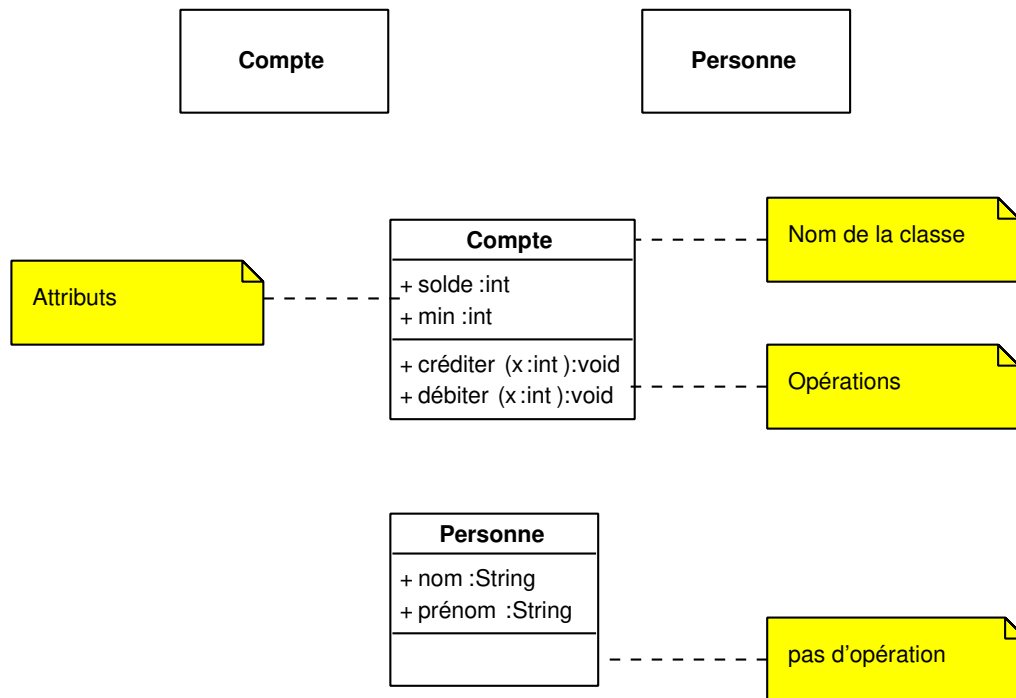 Compte
Personne
Nom de la classe
Compte
Attributs
+ solde :int
+ min :int
+ créditer (x:int ):void
+ débiter (x:int ):void
Opérations
Personne
+ nom :String
+ prénom :String
pas d'opération